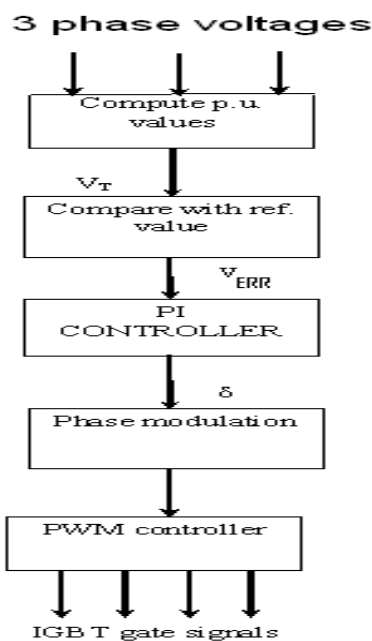 3 phase voltages
Compute p.u.
values
VT
Compare with ref.
value
VERR
PI
CONTROLLER
δ
Phase modulation
PWM controller
IGBT gate signals